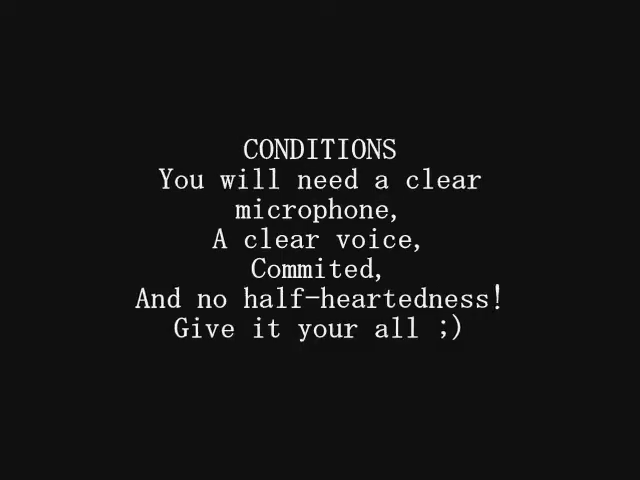 CONDITIONS
You will need a clear
microphone,
A clear voice,
Commited,
And no half-heartedness!
Give it your all ;)